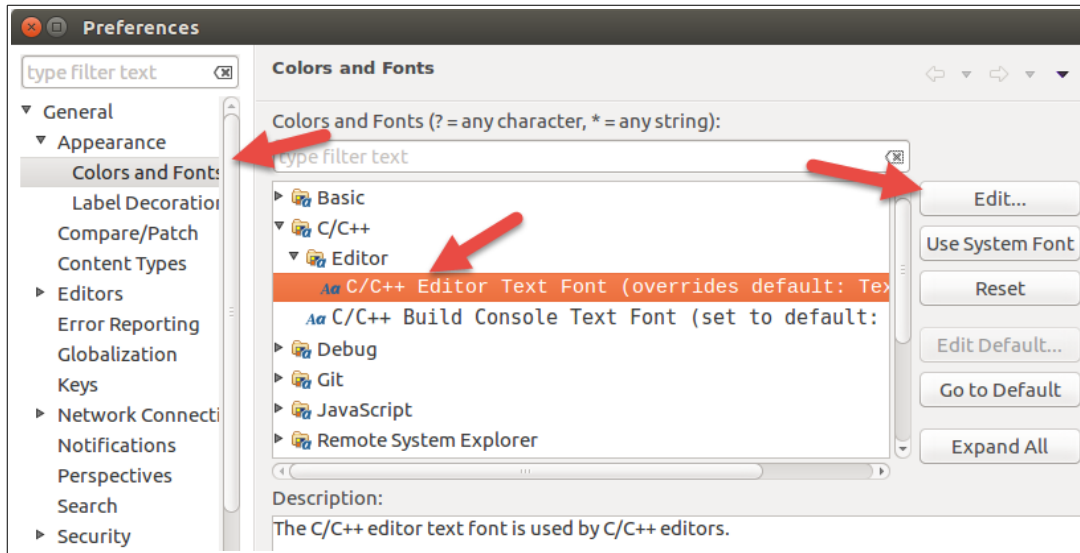 Preferences
type filter text
General
Appearance
Colors and Fonts
Label Decoration
Compare/Patch
Content Types
Editors
Error Reporting
Globalization
Keys
Network Connecti
Notifications
Perspectives
Search
Security
Colors and Fonts
Colors and Fonts (? = any character, * = any string):
type filter text
Basic
C/C++
Editor
Aa C/C++ Editor Text Font (overrides default: Tex
Aa C/C++ Build Console Text Font (set to default:
Debug
Git
JavaScript
Remote System Explorer
Edit...
Use System Font
Reset
Edit Default...
Go to Default
Expand All
Description:
The C/C++ editor text font is used by C/C++ editors.